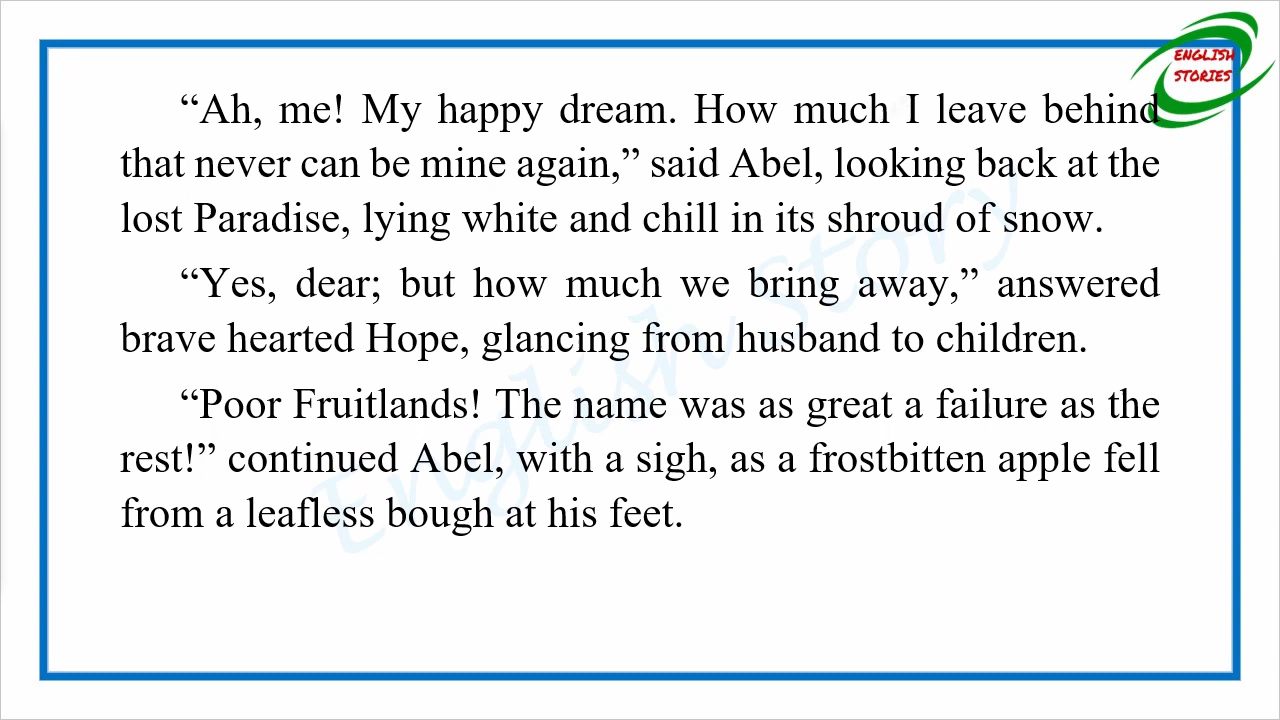 ENGLISH
STORIES
“Ah, me! My happy dream. How much I leave behind
that never can be mine again,” said Abel, looking back at the
lost Paradise, lying white and chill in its shroud of snow.
“Yes, dear; but how much we bring away,” answered
brave hearted Hope, glancing from husband to children.
“Poor Fruitlands! The name was as great a failure as the
rest!” continued Abel, with a sigh, as a frostbitten apple fell
from a leafless bough at his feet.
English Story